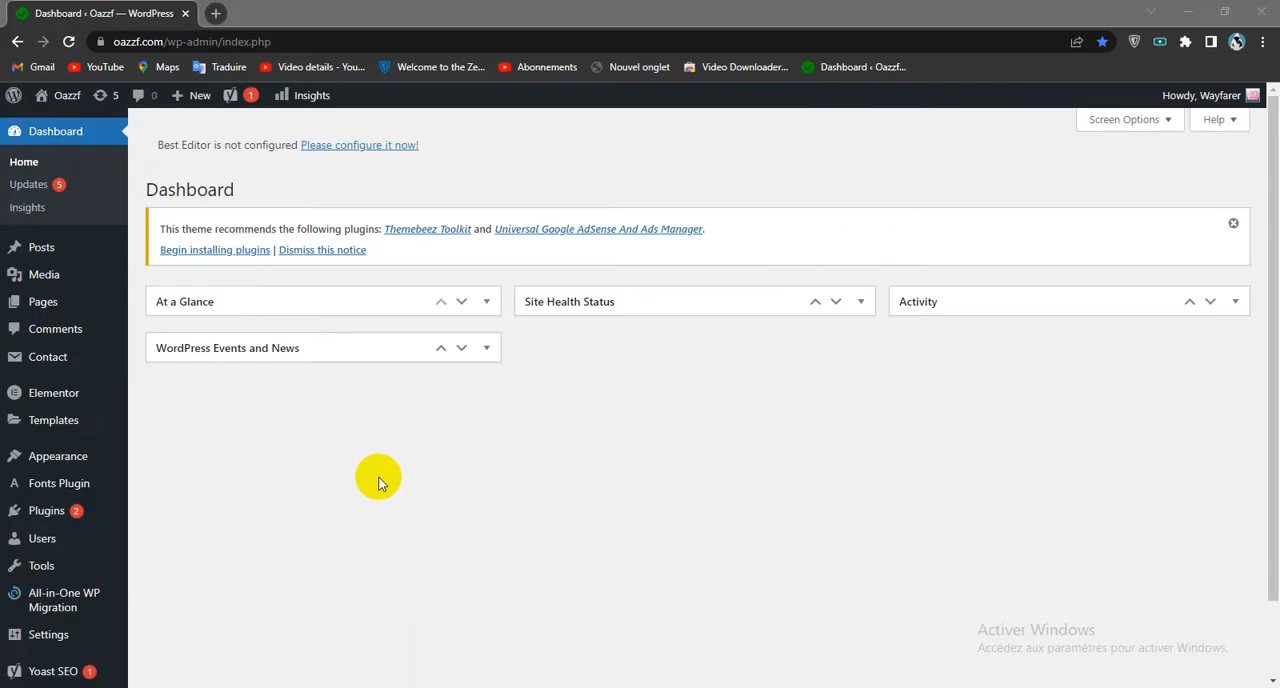 Dashboard ‹ Oazzf — WordPress
oazzf.com/wp-admin/index.php
Gmail
YouTube
Maps
Traduire
Video details - You...
Welcome to the Ze...
Abonnements
Nouvel onglet
Video Downloader...
Dashboard ‹ Oazzf...
Oazzf
5
0
New
1
Insights
Howdy, Wayfarer
Dashboard
Home
Updates 5
Insights
Posts
Media
Pages
Comments
Contact
Elementor
Templates
Appearance
Fonts Plugin
Plugins 2
Users
Tools
All-in-One WP
Migration
Settings
Yoast SEO 1
Screen Options
Help
Best Editor is not configured Please configure it now!
Dashboard
This theme recommends the following plugins: Themebeez Toolkit and Universal Google AdSense And Ads Manager.
Begin installing plugins | Dismiss this notice
At a Glance
Site Health Status
Activity
WordPress Events and News
Activer Windows
Accédez aux paramètres pour activer Windows.